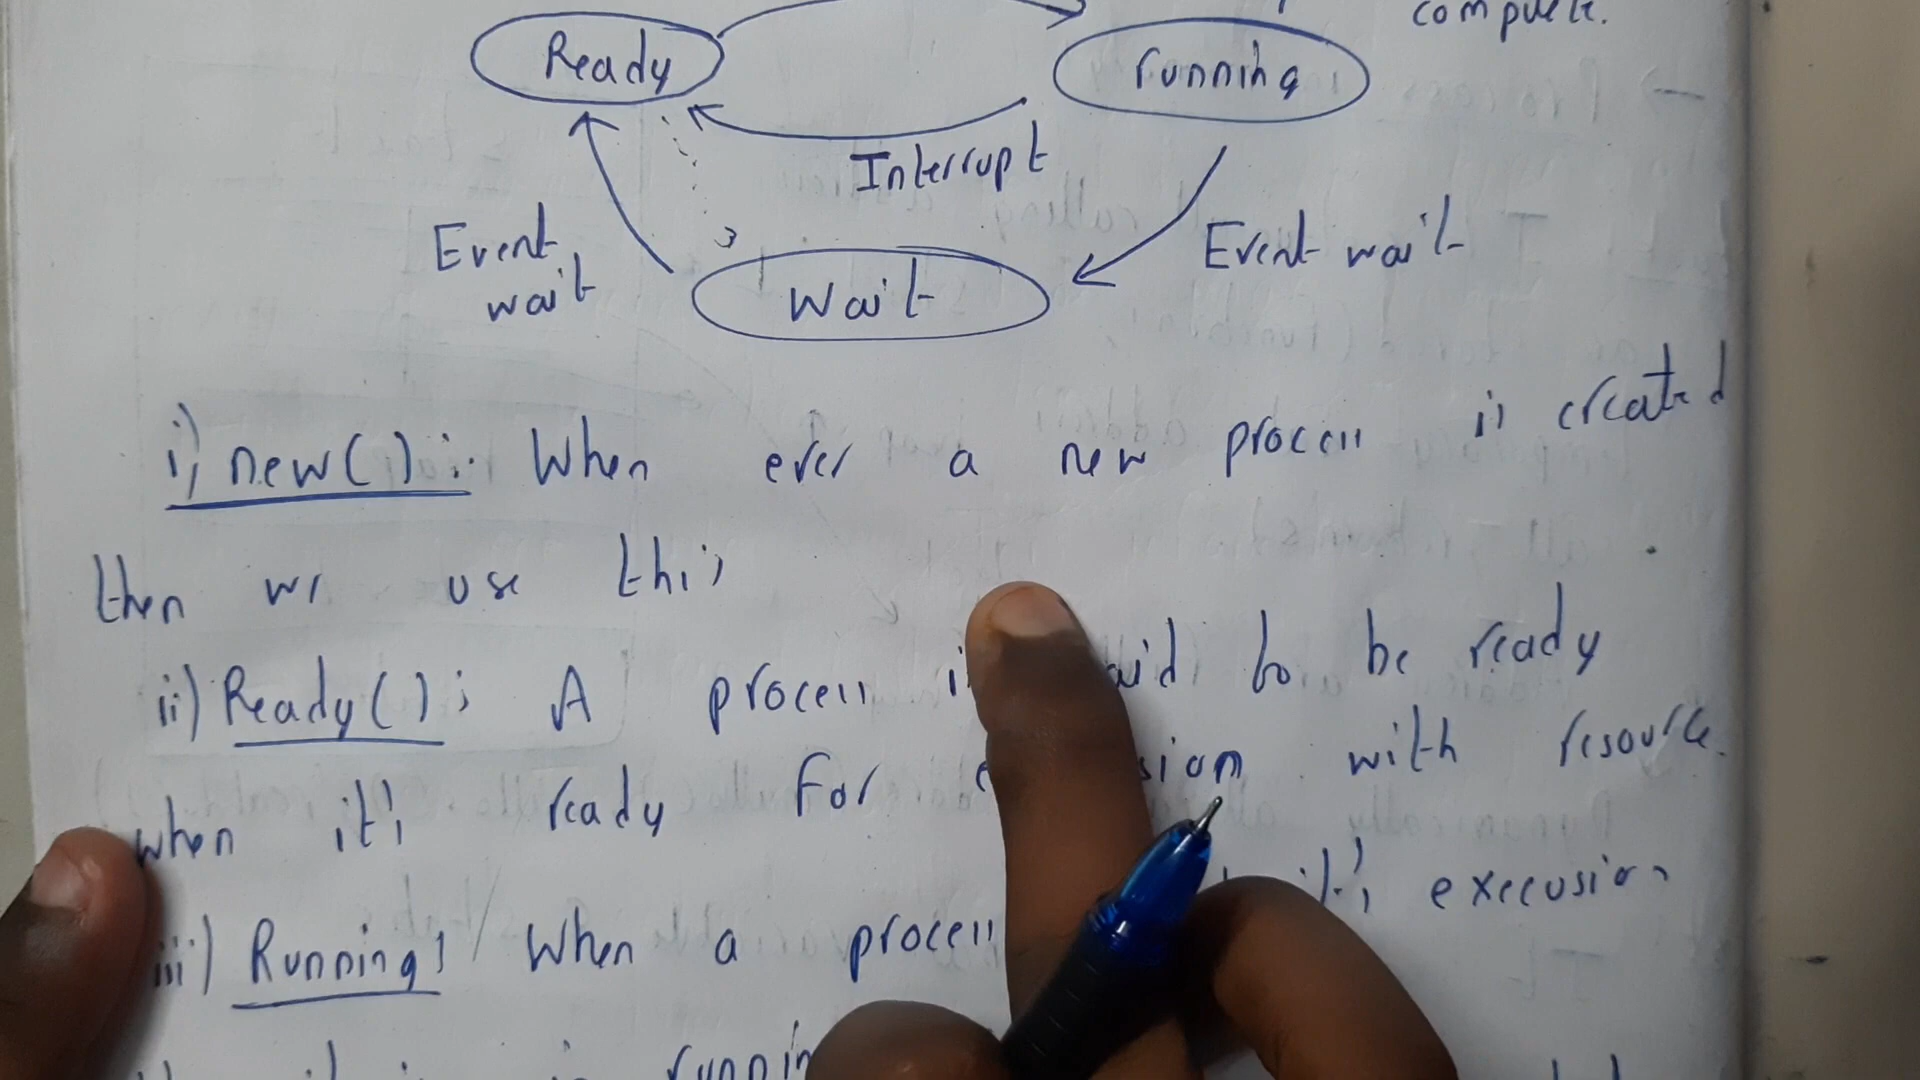 complete.
Ready
running
Interrupt
Event
wait
Event wait
wait
i) new() :- When ever a new process is created
then we use this
ii) Ready() : A process is said to be ready
when it's ready for with resource.
iii) Running : When a process it's execusion